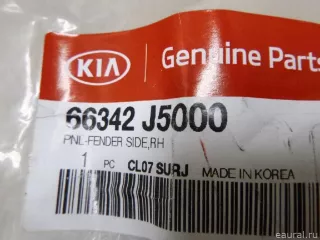 KIA Genuine Parts
66342 J5000
PNL-FENDER SIDE,RH
1 PC CL07 SURJ MADE IN KOREA
© eaural.ru